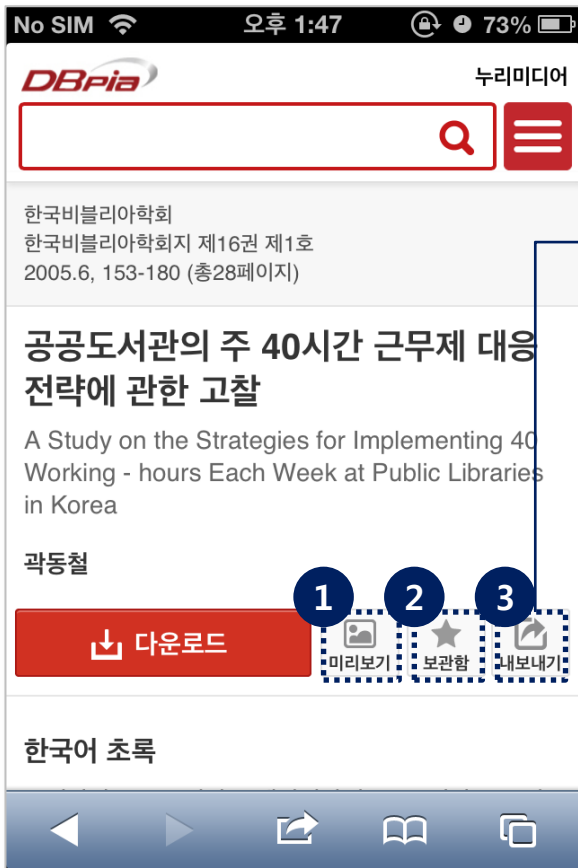 No SIM 오후 1:47 73%
DBpia 누리미디어
한국비블리아학회
한국비블리아학회지 제16권 제1호
2005.6, 153-180 (총28페이지)
공공도서관의 주 40시간 근무제 대응
전략에 관한 고찰
A Study on the Strategies for Implementing 40
Working - hours Each Week at Public Libraries
in Korea
곽동철
1 2 3
다운로드 미리보기 보관함 내보내기
한국어 초록